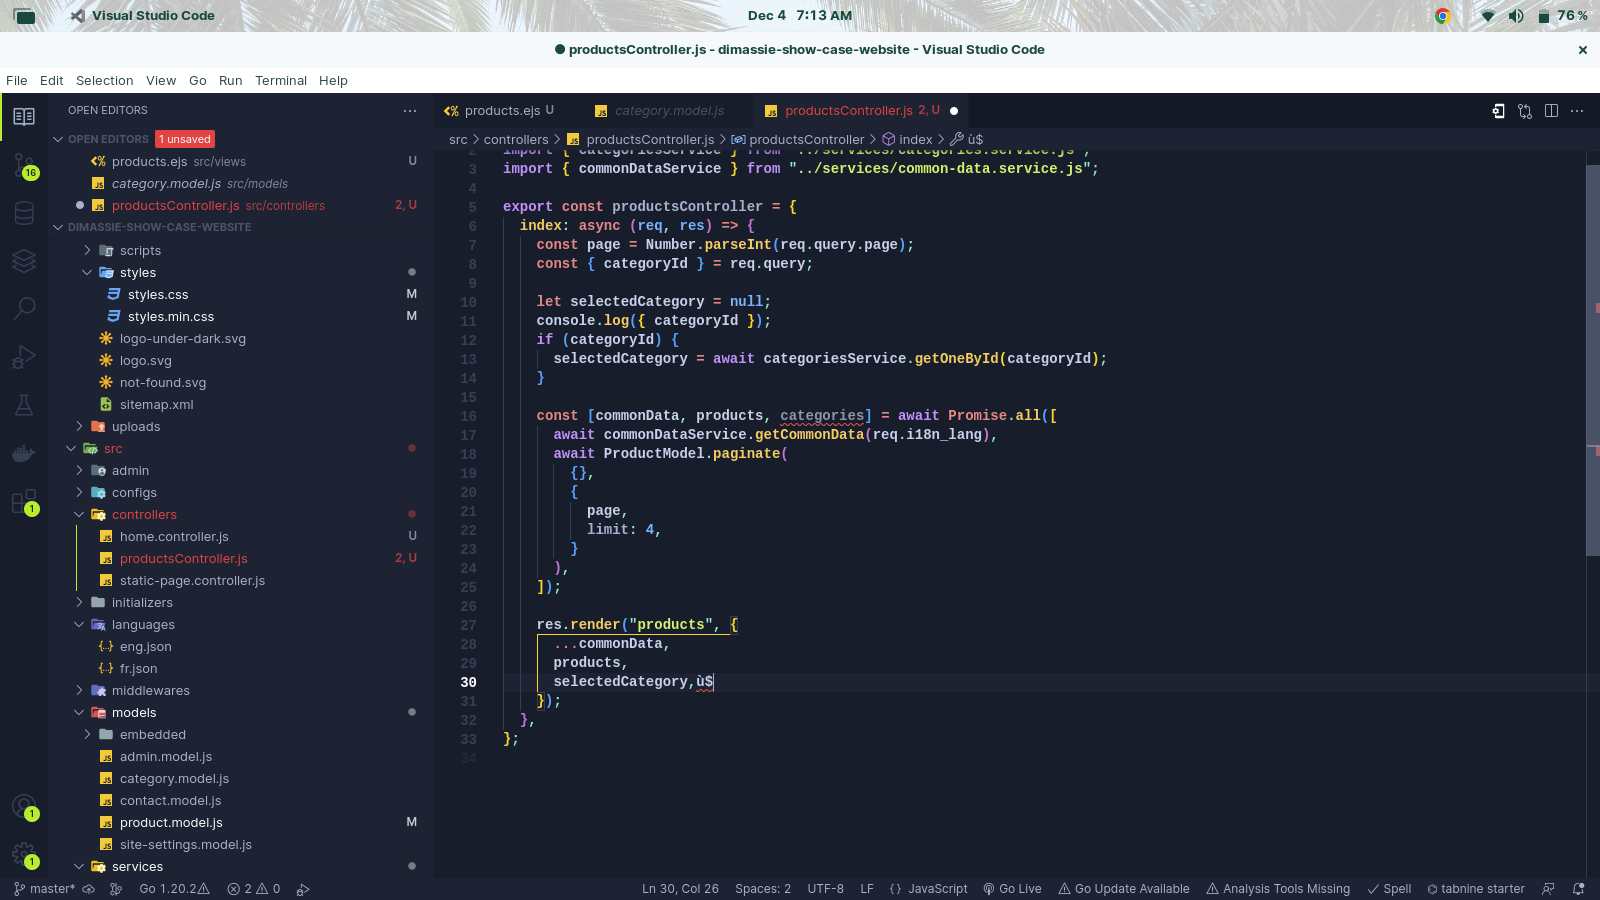 Visual Studio Code
Dec 4 7:13 AM
76 %
productsController.js - dimassie-show-case-website - Visual Studio Code
File Edit Selection View Go Run Terminal Help
OPEN EDITORS
products.ejs U
category.model.js
productsController.js 2, U
OPEN EDITORS 1 unsaved
products.ejs src/views U
category.model.js src/models
productsController.js src/controllers 2, U
DIMASSIE-SHOW-CASE-WEBSITE
scripts
styles
styles.css M
styles.min.css M
logo-under-dark.svg
logo.svg
not-found.svg
sitemap.xml
uploads
src
admin
configs
controllers
home.controller.js U
productsController.js 2, U
static-page.controller.js
initializers
languages
eng.json
fr.json
middlewares
models
embedded
admin.model.js
category.model.js
contact.model.js
product.model.js M
site-settings.model.js
services
16
1
1
1
src > controllers > productsController.js > productsController > index > ù$
2 import { categoriesService } from "../services/categories.service.js";
3 import { commonDataService } from "../services/common-data.service.js";
4
5 export const productsController = {
6 index: async (req, res) => {
7 const page = Number.parseInt(req.query.page);
8 const { categoryId } = req.query;
9
10 let selectedCategory = null;
11 console.log({ categoryId });
12 if (categoryId) {
13 selectedCategory = await categoriesService.getOneById(categoryId);
14 }
15
16 const [commonData, products, categories] = await Promise.all([
17 await commonDataService.getCommonData(req.i18n_lang),
18 await ProductModel.paginate(
19 {},
20 {
21 page,
22 limit: 4,
23 }
24 ),
25 ]);
26
27 res.render("products", {
28 ...commonData,
29 products,
30 selectedCategory,ù$
31 });
32 },
33 };
34
master* Go 1.20.2 2 0 Ln 30, Col 26 Spaces: 2 UTF-8 LF {} JavaScript Go Live Go Update Available Analysis Tools Missing Spell tabnine starter